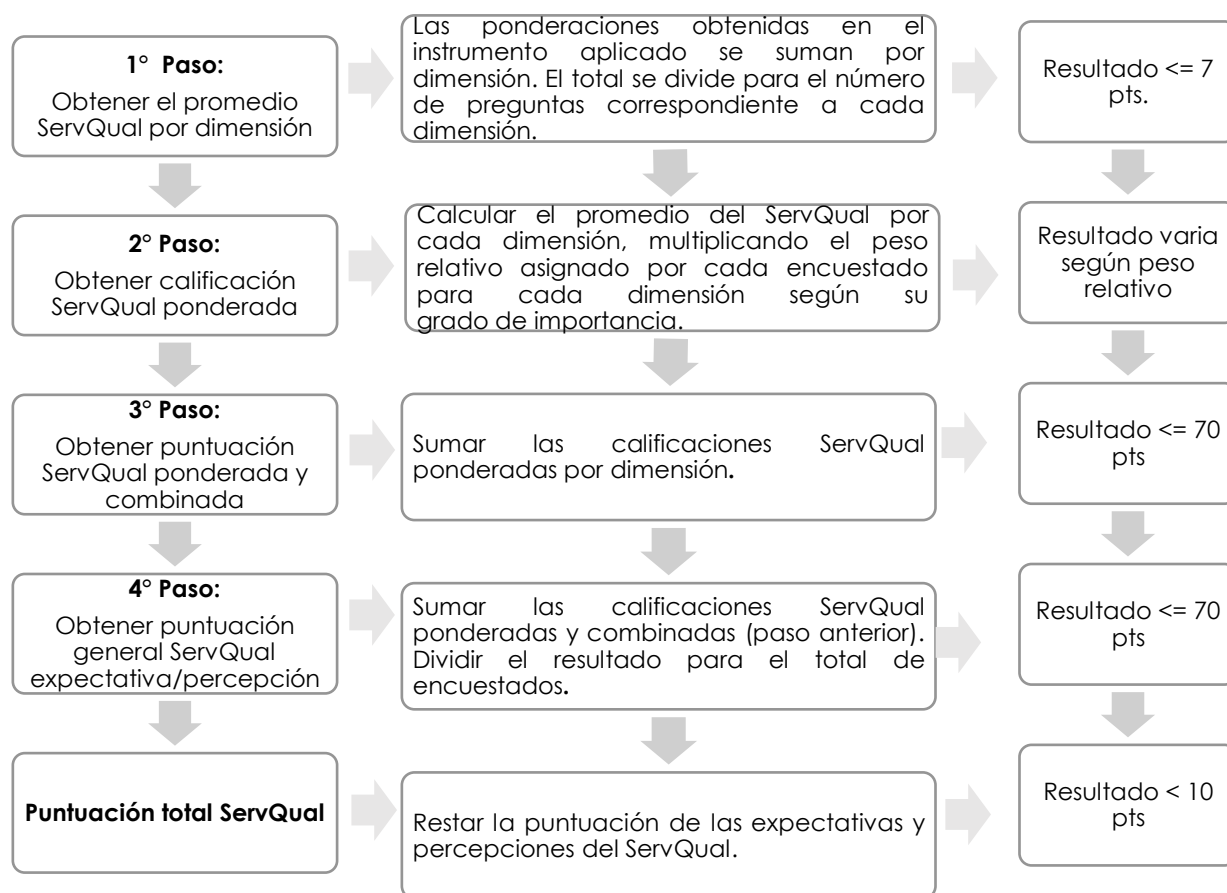 1° Paso:
Obtener el promedio
ServQual por dimensión
Las ponderaciones obtenidas en el
instrumento aplicado se suman por
dimensión. El total se divide para el número
de preguntas correspondiente a cada
dimensión.
Resultado <= 7
pts.
2° Paso:
Obtener calificación
ServQual ponderada
Calcular el promedio del ServQual por
cada dimensión, multiplicando el peso
relativo asignado por cada encuestado
para cada dimensión según su
grado de importancia.
Resultado varia
según peso
relativo
3° Paso:
Obtener puntuación
ServQual ponderada y
combinada
Sumar las calificaciones ServQual
ponderadas por dimensión.
Resultado <= 70
pts
4° Paso:
Obtener puntuación
general ServQual
expectativa/percepción
Sumar las calificaciones ServQual
ponderadas y combinadas (paso anterior).
Dividir el resultado para el total de
encuestados.
Resultado <= 70
pts
Puntuación total ServQual
Restar la puntuación de las expectativas y
percepciones del ServQual.
Resultado < 10
pts